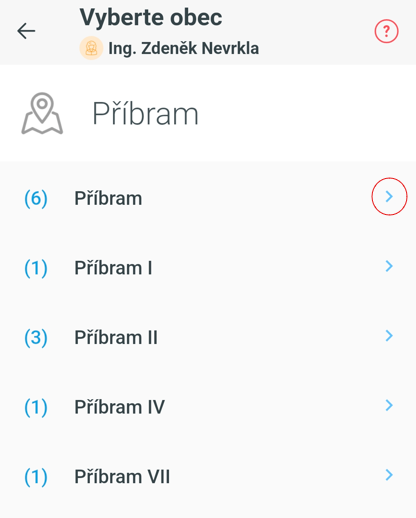 Vyberte obec
Ing. Zdeněk Nevrkla
?
Příbram
(6) Příbram
(1) Příbram I
(3) Příbram II
(1) Příbram IV
(1) Příbram VII